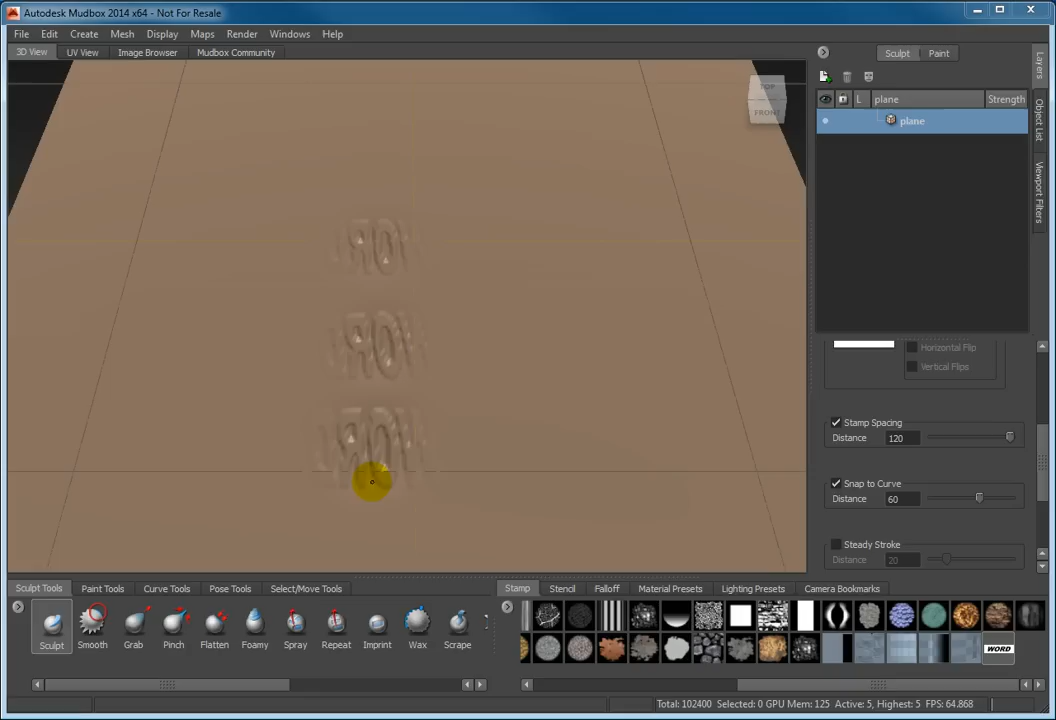 Autodesk Mudbox 2014 x64 - Not For Resale
File Edit Create Mesh Display Maps Render Windows Help
3D View UV View Image Browser Mudbox Community
Sculpt Paint
L plane Strength
plane
Layers
Object List
Viewport Filters
TOP
FRONT
Horizontal Flip
Vertical Flips
Stamp Spacing
Distance 120
Snap to Curve
Distance 60
Steady Stroke
Distance 20
Sculpt Tools Paint Tools Curve Tools Pose Tools Select/Move Tools
Stamp Stencil Falloff Material Presets Lighting Presets Camera Bookmarks
Sculpt Smooth Grab Pinch Flatten Foamy Spray Repeat Imprint Wax Scrape
WORD
Total: 102400 Selected: 0 GPU Mem: 125 Active: 5, Highest: 5 FPS: 64.868